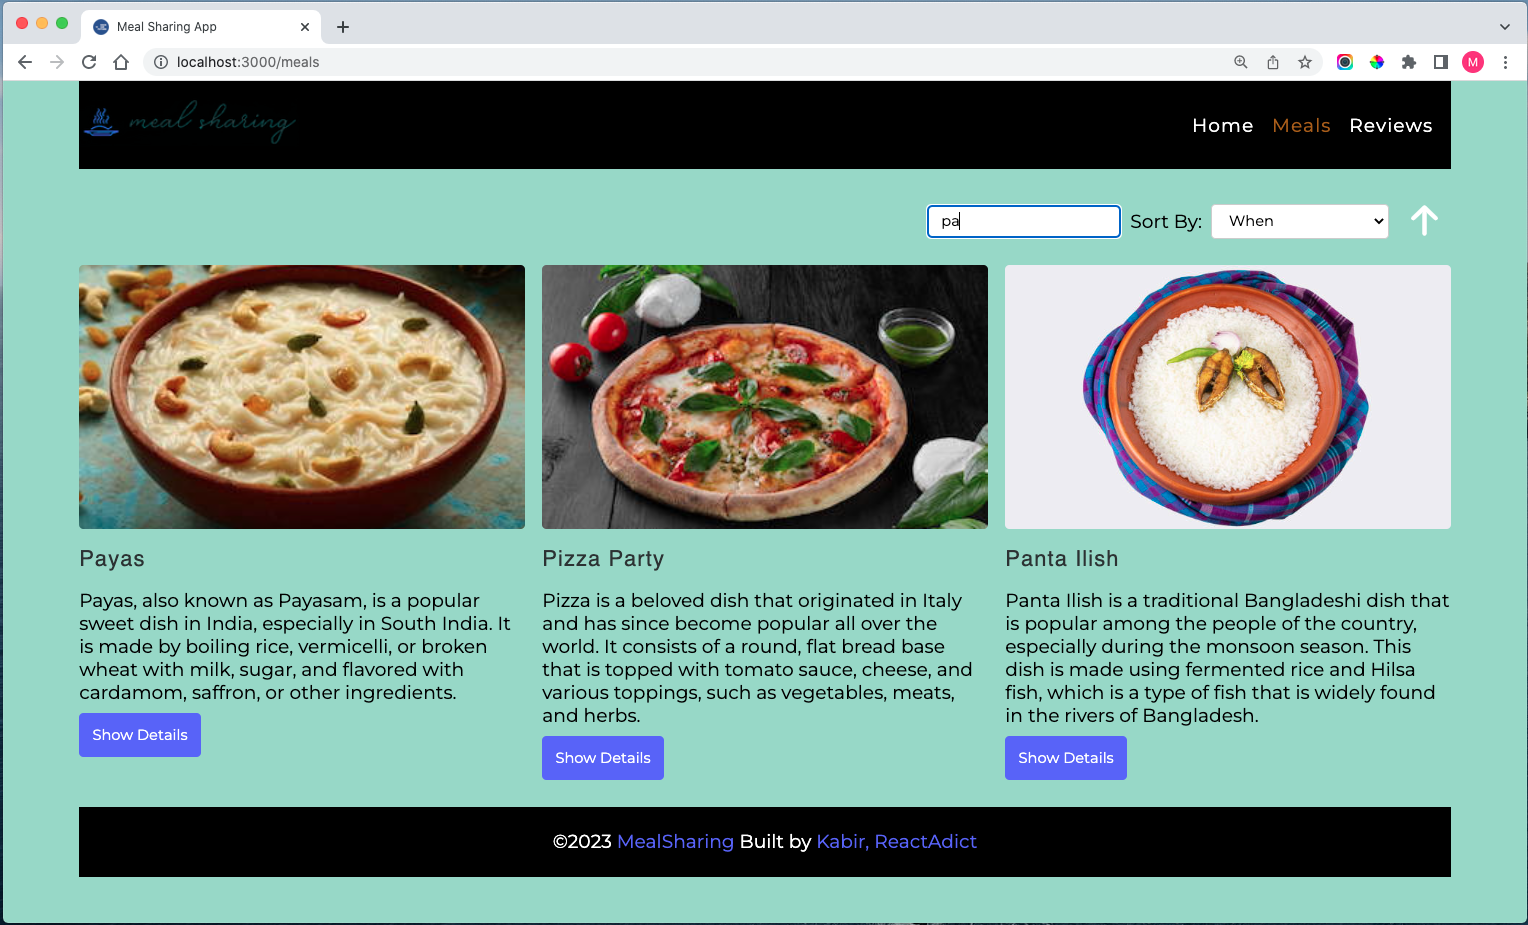 Meal Sharing App
localhost:3000/meals
M
meal sharing
Home Meals Reviews
pa Sort By: When
Payas
Payas, also known as Payasam, is a popular
sweet dish in India, especially in South India. It
is made by boiling rice, vermicelli, or broken
wheat with milk, sugar, and flavored with
cardamom, saffron, or other ingredients.
Show Details
Pizza Party
Pizza is a beloved dish that originated in Italy
and has since become popular all over the
world. It consists of a round, flat bread base
that is topped with tomato sauce, cheese, and
various toppings, such as vegetables, meats,
and herbs.
Show Details
Panta Ilish
Panta Ilish is a traditional Bangladeshi dish that
is popular among the people of the country,
especially during the monsoon season. This
dish is made using fermented rice and Hilsa
fish, which is a type of fish that is widely found
in the rivers of Bangladesh.
Show Details
©2023 MealSharing Built by Kabir, ReactAdict